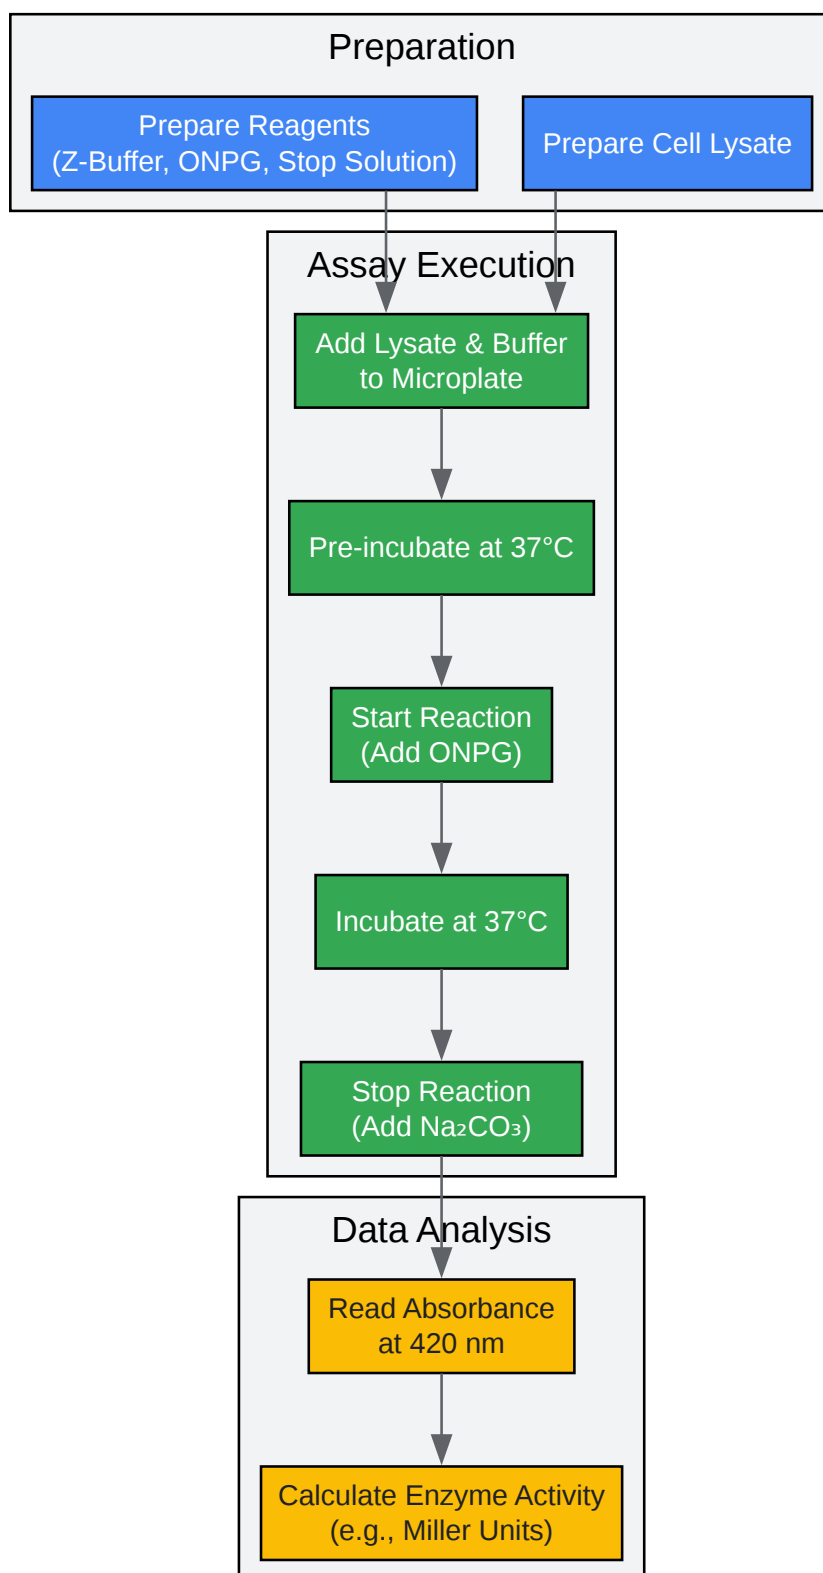 Preparation
Prepare Reagents
(Z-Buffer, ONPG, Stop Solution)
Prepare Cell Lysate
Assay Execution
Add Lysate & Buffer
to Microplate
Pre-incubate at 37°C
Start Reaction
(Add ONPG)
Incubate at 37°C
Stop Reaction
(Add Na₂CO₃)
Data Analysis
Read Absorbance
at 420 nm
Calculate Enzyme Activity
(e.g., Miller Units)